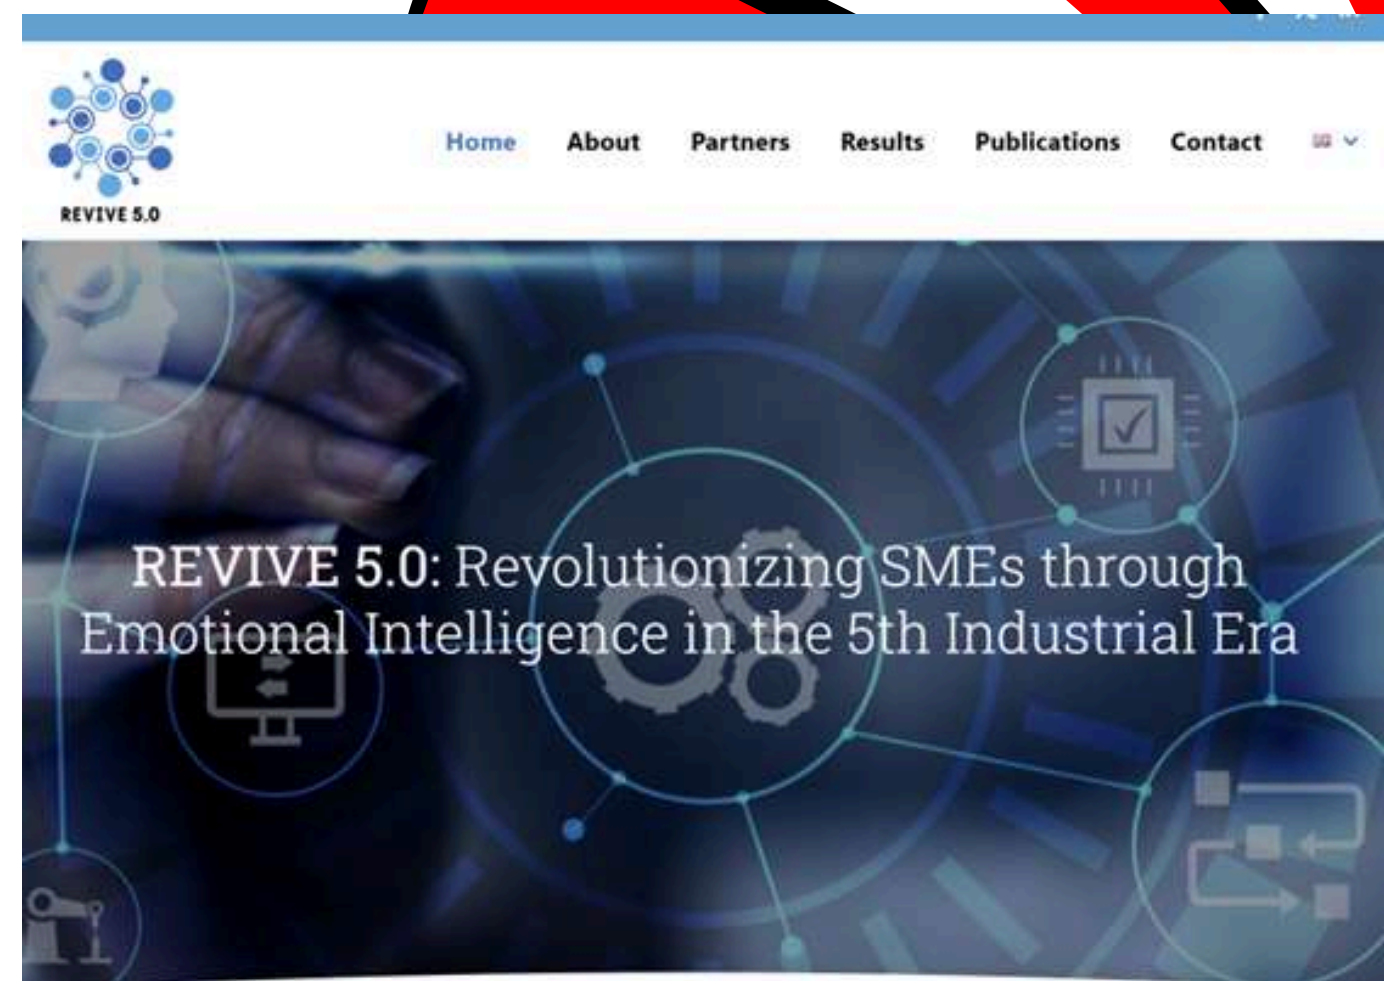 REVIVE 5.0
Home About Partners Results Publications Contact
REVIVE 5.0: Revolutionizing SMEs through
Emotional Intelligence in the 5th Industrial Era